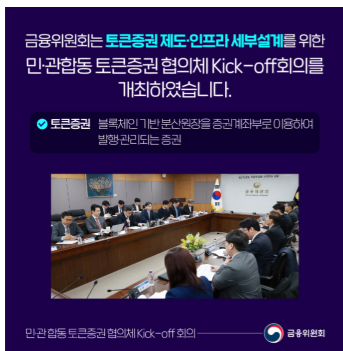 금융위원회는 토큰증권 제도·인프라 세부설계를 위한
민·관합동 토큰증권 협의체 Kick-off회의를
개최하였습니다.
토큰증권 블록체인 기반 분산원장을 증권계좌부로 이용하여
발행·관리되는 증권
민·관 합동 토큰증권 협의체 Kick-off 회의
금융위원회